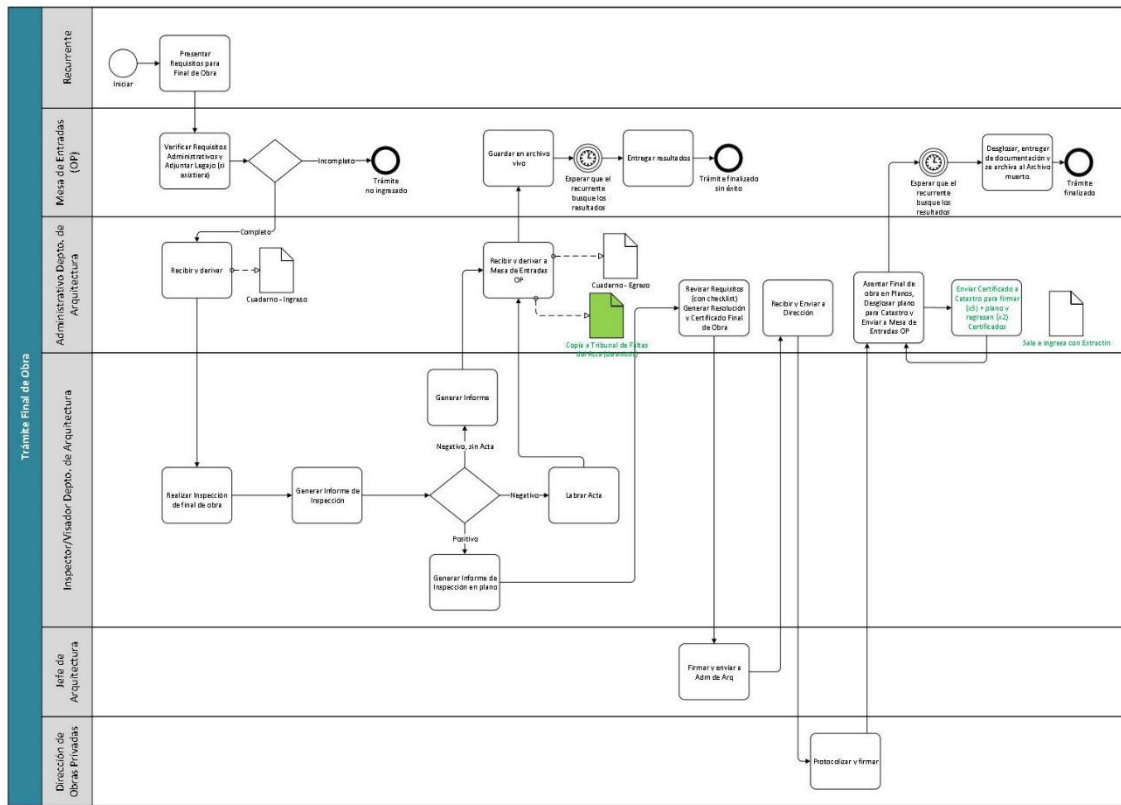 Trámite Final de Obra
Recurrente
Iniciar
Presentar
Requisitos para
Final de Obra
Mesa de Entradas
(OP)
Verificar Requisitos
Administrativos y
Adjuntar Legajo (si
existiera)
Incompleto
Trámite
no ingresado
Completo
Guardar en archivo
vivo
Esperar que el
recurrente
busque los
resultados
Entregar resultados
Trámite finalizado
sin éxito
Esperar que el
recurrente busque los
resultados
Desglosar, entregar
de documentación y
se archiva al Archivo
muerto.
Trámite
finalizado
Administrativo Depto. de
Arquitectura
Recibir y derivar
Cuaderno - Ingreso
Recibir y derivar a
Mesa de Entradas
OP
Cuaderno - Egreso
Copia a Tribunal de Faltas
del Acta
Revisar Requisitos
(con checklist)
Generar Resolución
y Certificado Final
de Obra
Recibir y Enviar a
Dirección
Asentar Final de
obra en Planos,
Desglosar plano
para Catastro y
Enviar a Mesa de
Entradas OP
Enviar Certificado a
Catastro para firmar
(x3) + plano y
regresan (x2)
Certificados
Sale e ingresa con Extractin
Inspector/Visador Depto. de Arquitectura
Realizar Inspección
de final de obra
Generar Informe de
Inspección
Generar Informe
Negativo, sin Acta
Negativo
Labrar Acta
Positivo
Generar Informe de
Inspección en plano
Jefe de
Arquitectura
Firmar y enviar a
Adm de Arq
Dirección de
Obras Privadas
Protocolizar y firmar